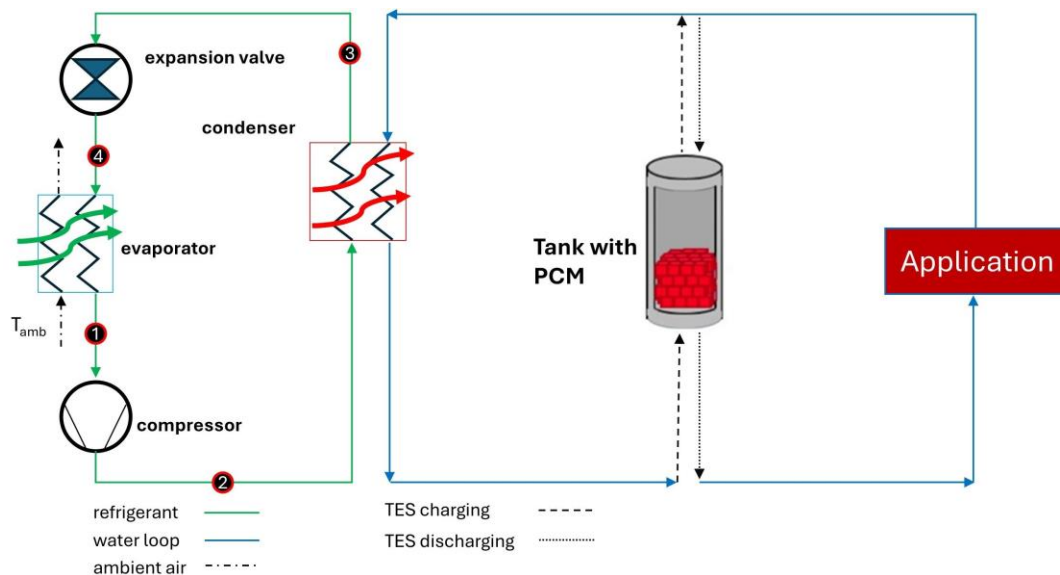 3
expansion valve
condenser
4
evaporator
Tank with
PCM
Application
T_amb
1
compressor
2
refrigerant
water loop
ambient air
TES charging
TES discharging